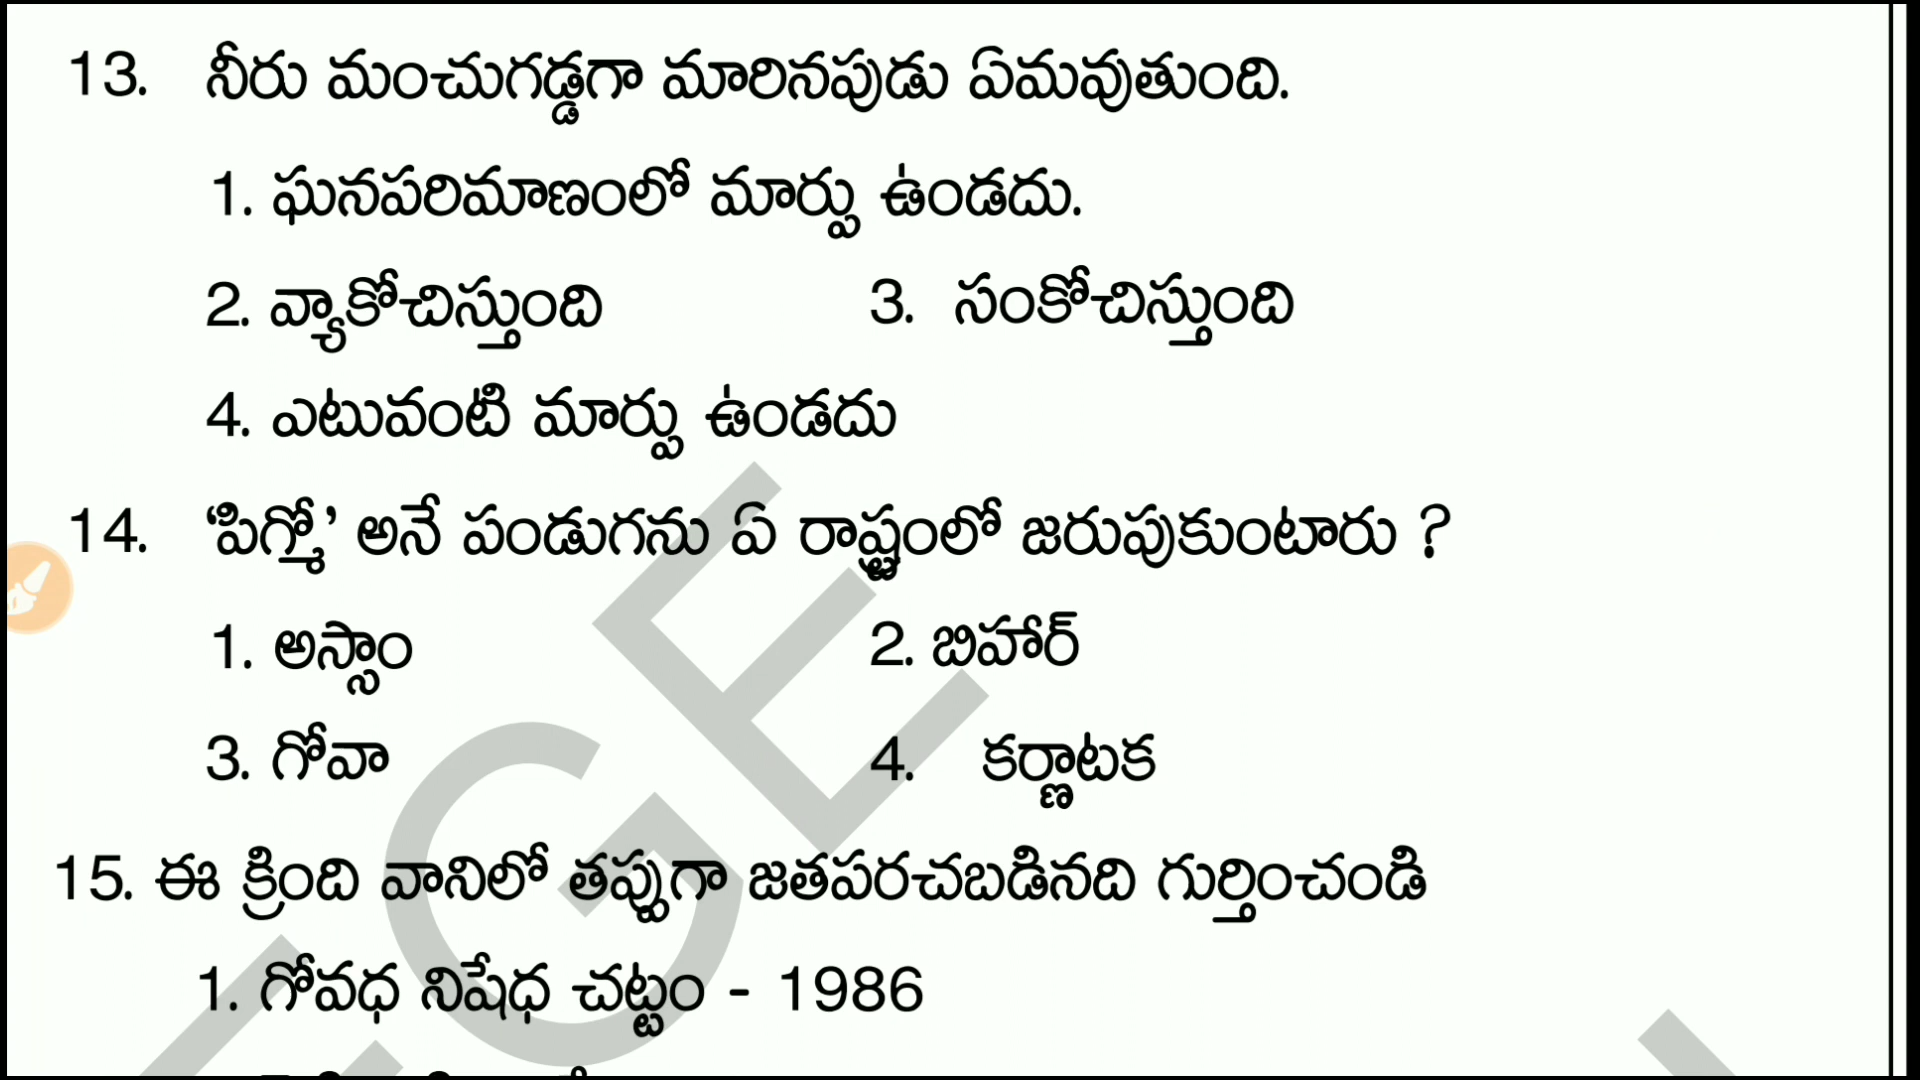 13. నీరు మంచుగడ్డగా మారినపుడు ఏమవుతుంది.
1. ఘనపరిమాణంలో మార్పు ఉండదు.
2. వ్యాకోచిస్తుంది 3. సంకోచిస్తుంది
4. ఎటువంటి మార్పు ఉండదు
14. ‘పిగ్మో’ అనే పండుగను ఏ రాష్ట్రంలో జరుపుకుంటారు ?
1. అస్సాం 2. బిహార్
3. గోవా 4. కర్ణాటక
15. ఈ క్రింది వానిలో తప్పుగా జతపరచబడినది గుర్తించండి
1. గోవధ నిషేధ చట్టం - 1986